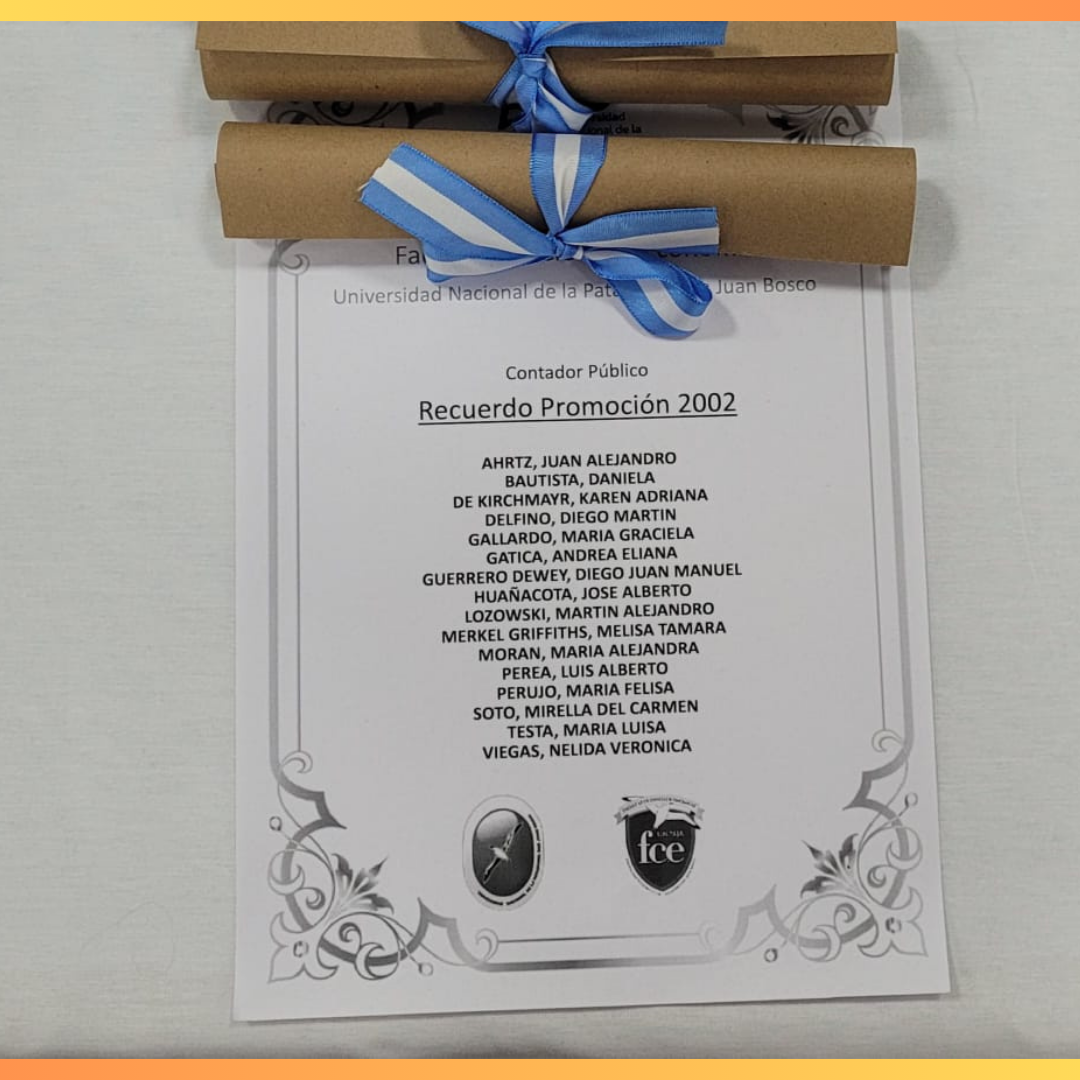 de la
Universidad Nacional de la Juan Bosco
Contador Público
Recuerdo Promoción 2002
AHRTZ, JUAN ALEJANDRO
BAUTISTA, DANIELA
DE KIRCHMAYR, KAREN ADRIANA
DELFINO, DIEGO MARTIN
GALLARDO, MARIA GRACIELA
GATICA, ANDREA ELIANA
GUERRERO DEWEY, DIEGO JUAN MANUEL
HUAÑACOTA, JOSE ALBERTO
LOZOWSKI, MARTIN ALEJANDRO
MERKEL GRIFFITHS, MELISA TAMARA
MORAN, MARIA ALEJANDRA
PEREA, LUIS ALBERTO
PERUJO, MARIA FELISA
SOTO, MIRELLA DEL CARMEN
TESTA, MARIA LUISA
VIEGAS, NELIDA VERONICA
fce